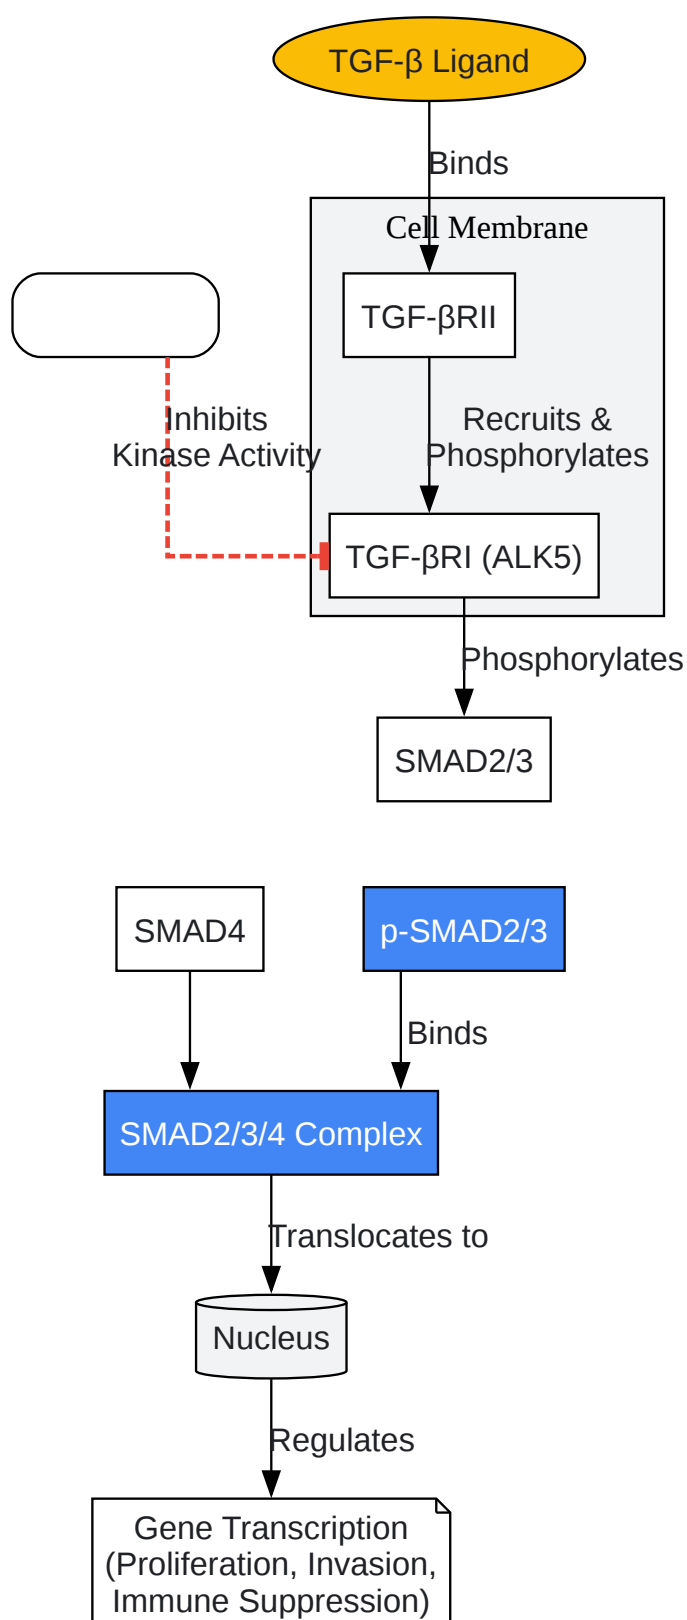 TGF-β Ligand
Binds
Cell Membrane
TGF-βRII
Inhibits
Kinase Activity
Recruits &
Phosphorylates
TGF-βRI (ALK5)
Phosphorylates
SMAD2/3
SMAD4
p-SMAD2/3
Binds
SMAD2/3/4 Complex
Translocates to
Nucleus
Regulates
Gene Transcription
(Proliferation, Invasion,
Immune Suppression)